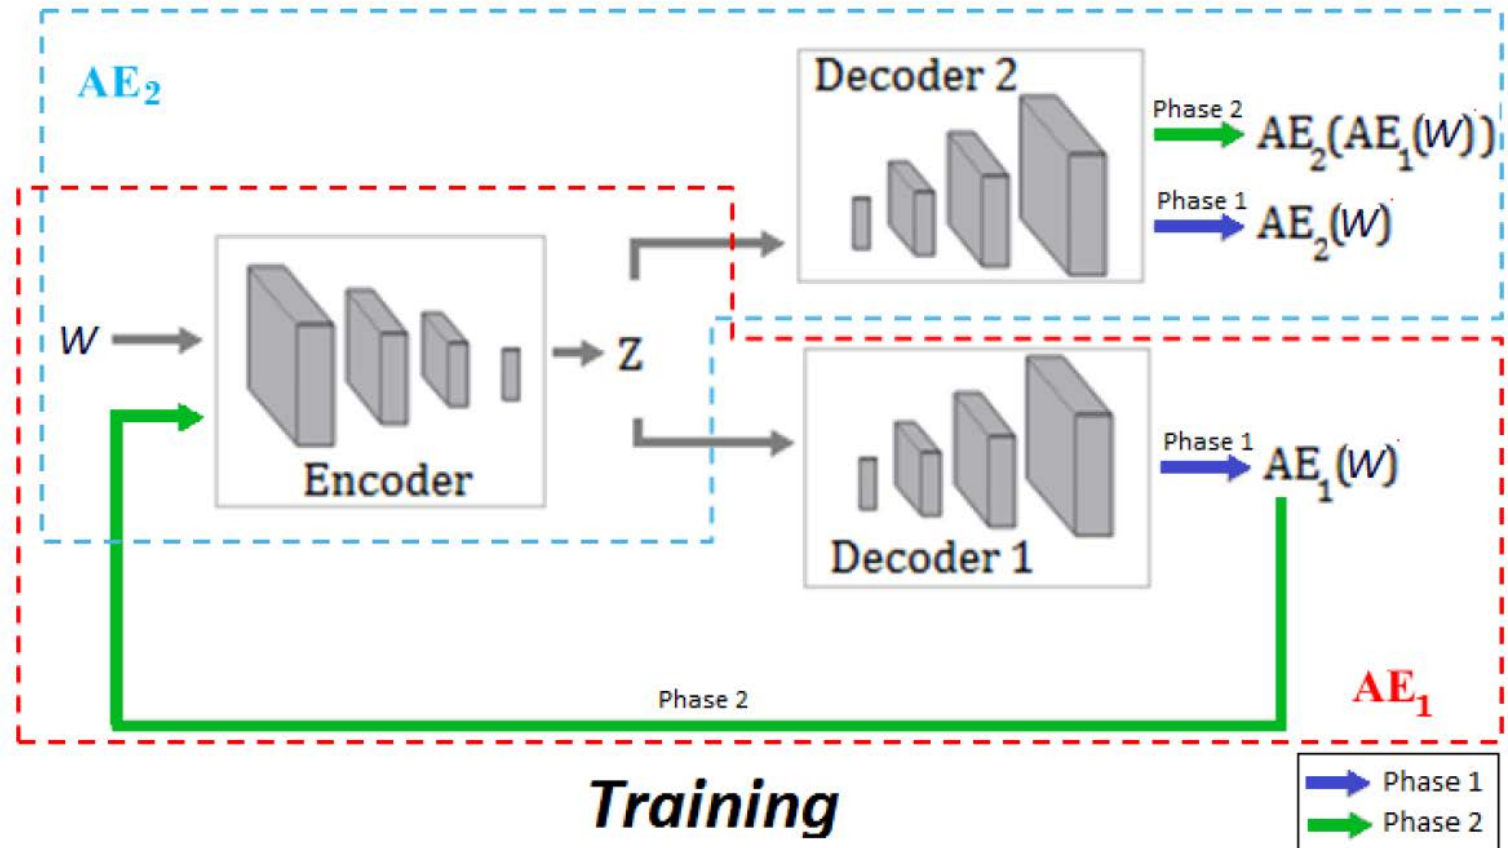 AE₂
Decoder 2
Phase 2
AE₂(AE₁(W))
Phase 1
AE₂(W)
W
Z
Encoder
Phase 1
AE₁(W)
Decoder 1
AE₁
Phase 2
Training
Phase 1
Phase 2